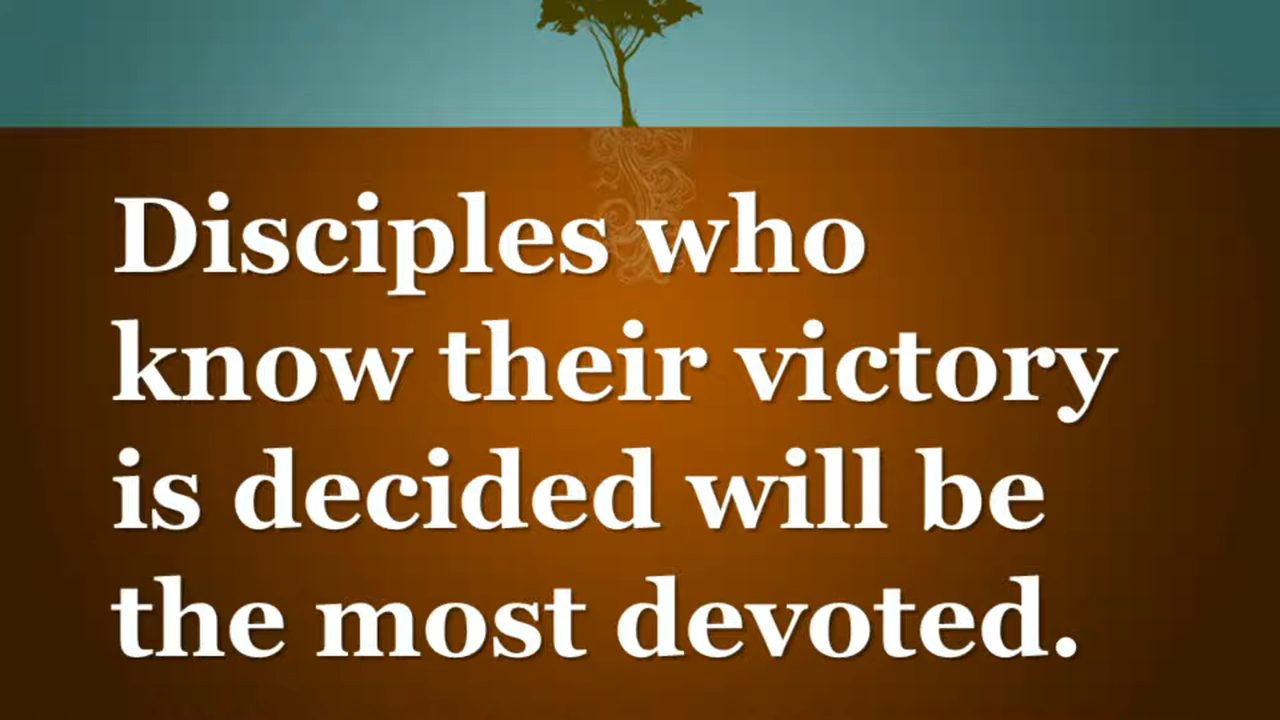 Disciples who
know their victory
is decided will be
the most devoted.